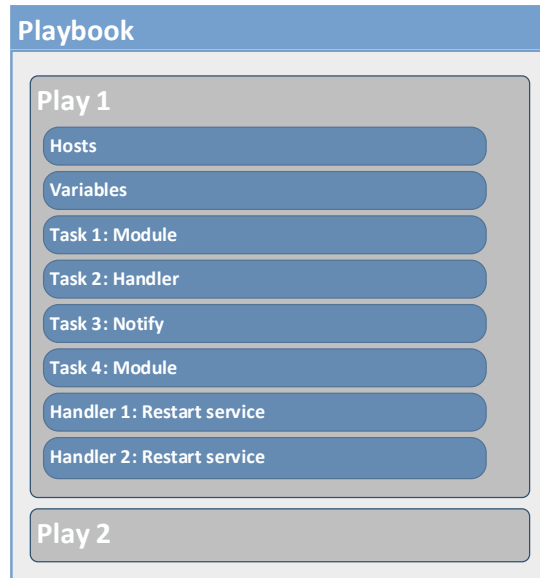 Playbook
Play 1
Hosts
Variables
Task 1: Module
Task 2: Handler
Task 3: Notify
Task 4: Module
Handler 1: Restart service
Handler 2: Restart service
Play 2